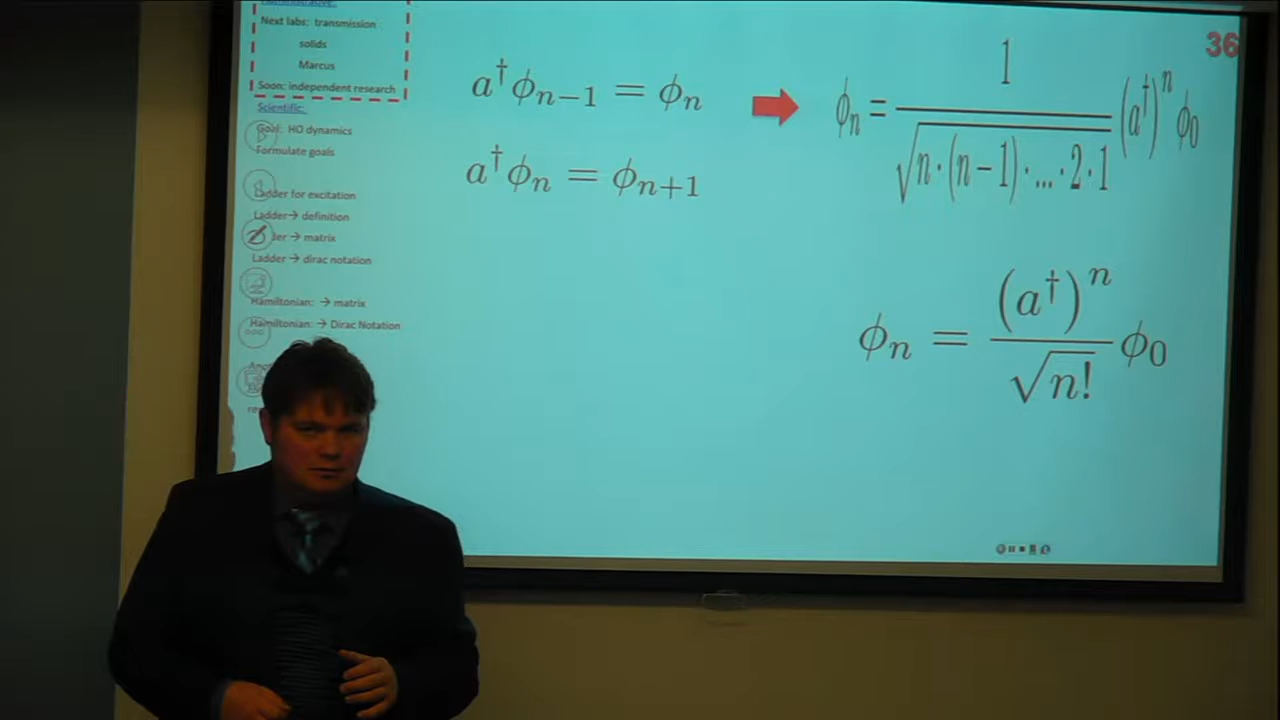 Administrative:
Next labs: transmission
solids
Marcus
Soon: independent research
Scientific:
Goal: HO dynamics
Formulate goals
Ladder for excitation
Ladder→ definition
der → matrix
Ladder → dirac notation
Hamiltonian: → matrix
Hamiltonian: → Dirac Notation
a†ϕn−1 = ϕn
a†ϕn = ϕn+1
36
ϕn = 1/√(n·(n−1)·...·2·1) (a†)^n ϕ0
ϕn = (a†)^n/√n! ϕ0